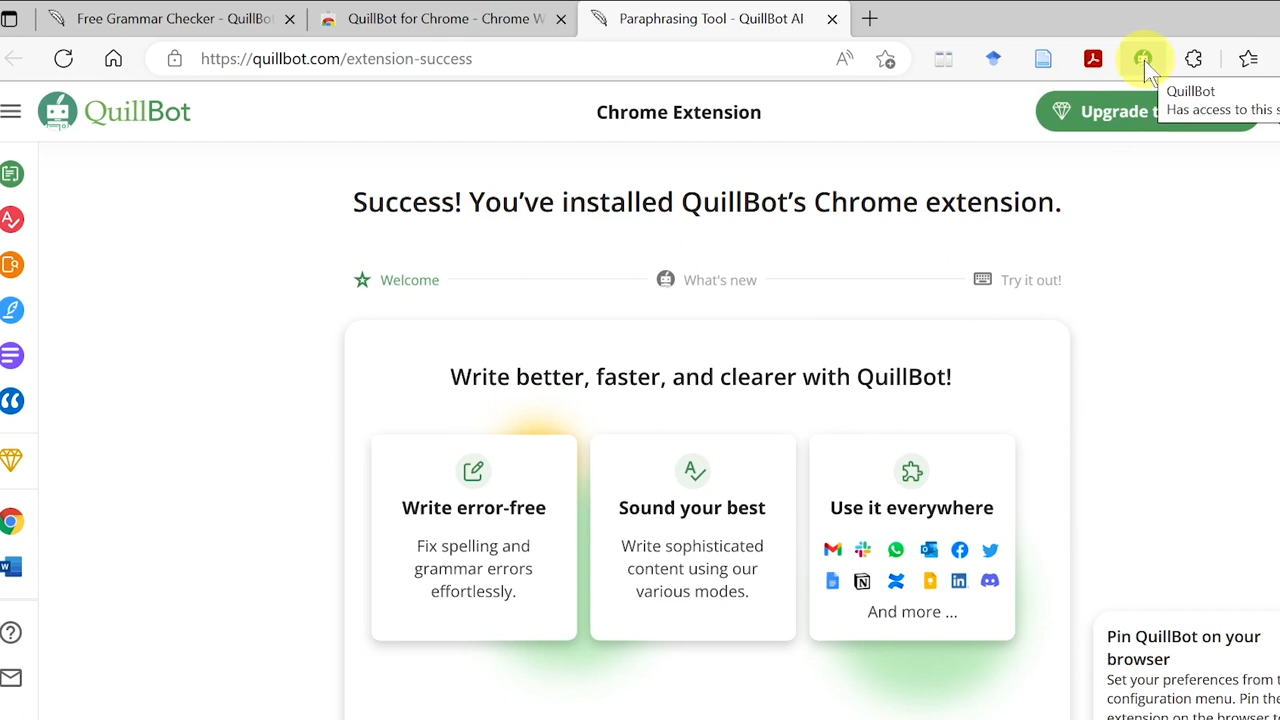 Free Grammar Checker - QuillBot
QuillBot for Chrome - Chrome W
Paraphrasing Tool - QuillBot AI
https://quillbot.com/extension-success
QuillBot
Has access to this s
QuillBot
Chrome Extension
Upgrade t
Success! You’ve installed QuillBot’s Chrome extension.
Welcome
What's new
Try it out!
Write better, faster, and clearer with QuillBot!
Write error-free
Fix spelling and
grammar errors
effortlessly.
Sound your best
Write sophisticated
content using our
various modes.
Use it everywhere
And more ...
Pin QuillBot on your
browser
Set your preferences from t
configuration menu. Pin the
extension on the browser to